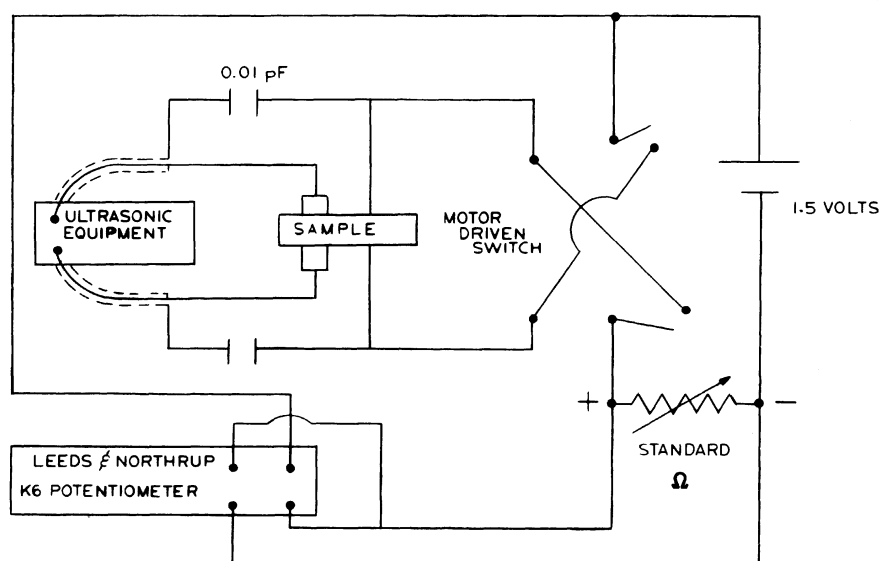 0.01 pF
ULTRASONIC
EQUIPMENT
SAMPLE
MOTOR
DRIVEN
SWITCH
1.5 VOLTS
+
−
STANDARD
Ω
LEEDS & NORTHRUP
K6 POTENTIOMETER